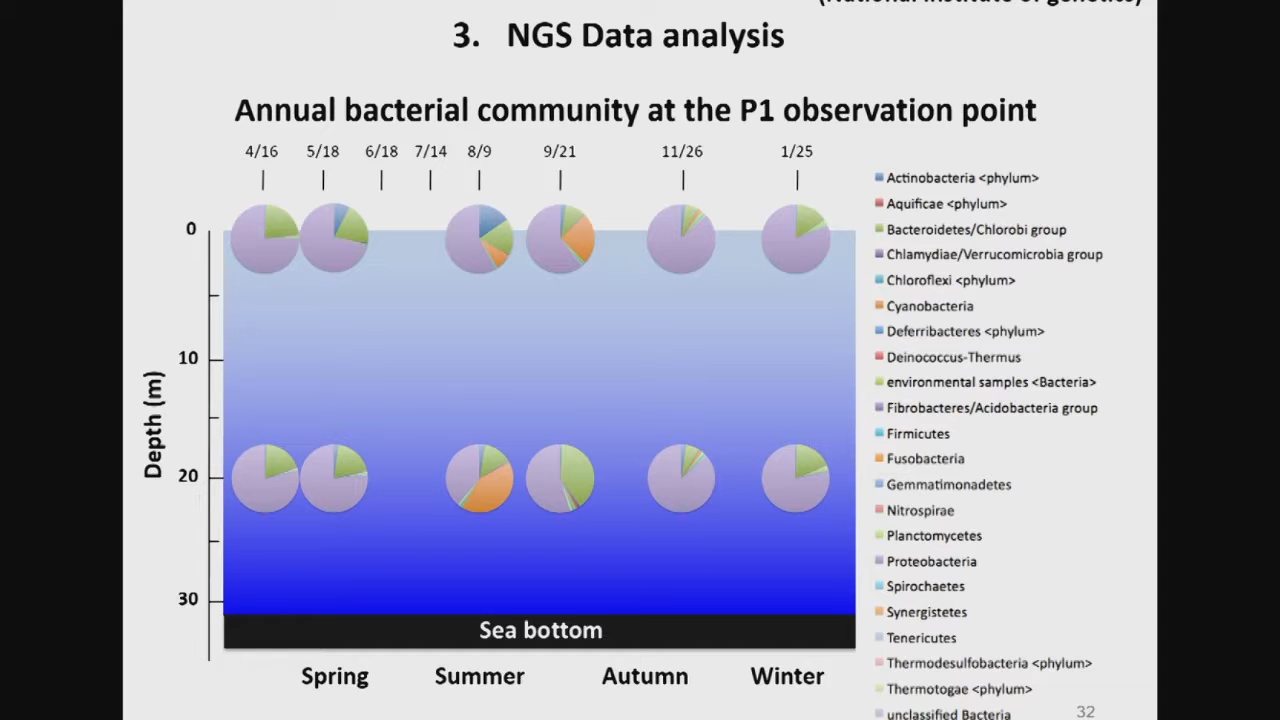 (National Institute of genetics)
3. NGS Data analysis
Annual bacterial community at the P1 observation point
4/16 5/18 6/18 7/14 8/9 9/21 11/26 1/25
Actinobacteria <phylum>
Aquificae <phylum>
Bacteroidetes/Chlorobi group
Chlamydiae/Verrucomicrobia group
Chloroflexi <phylum>
Cyanobacteria
Deferribacteres <phylum>
Deinococcus-Thermus
environmental samples <Bacteria>
Fibrobacteres/Acidobacteria group
Firmicutes
Fusobacteria
Gemmatimonadetes
Nitrospirae
Planctomycetes
Proteobacteria
Spirochaetes
Synergistetes
Tenericutes
Thermodesulfobacteria <phylum>
Thermotogae <phylum>
unclassified Bacteria
Depth (m)
0
10
20
30
Sea bottom
Spring Summer Autumn Winter
32